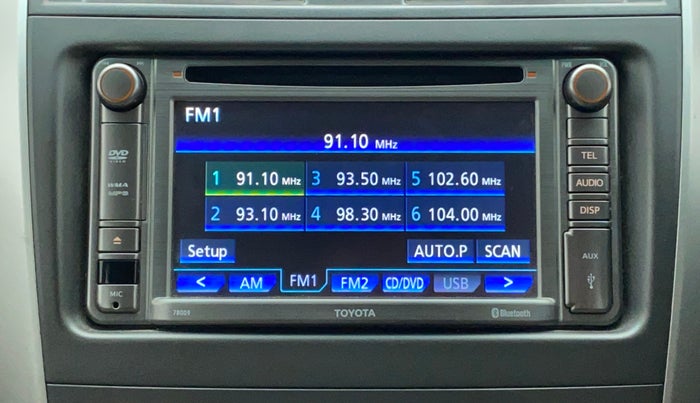 PWR
DVD
VIDEO
WMA
MP3
MIC
FM1
91.10 MHz
1 91.10 MHz 3 93.50 MHz 5 102.60 MHz
2 93.10 MHz 4 98.30 MHz 6 104.00 MHz
Setup AUTO.P SCAN
< AM FM1 FM2 CD/DVD USB >
TOYOTA
Bluetooth
TEL
AUDIO
DISP
AUX